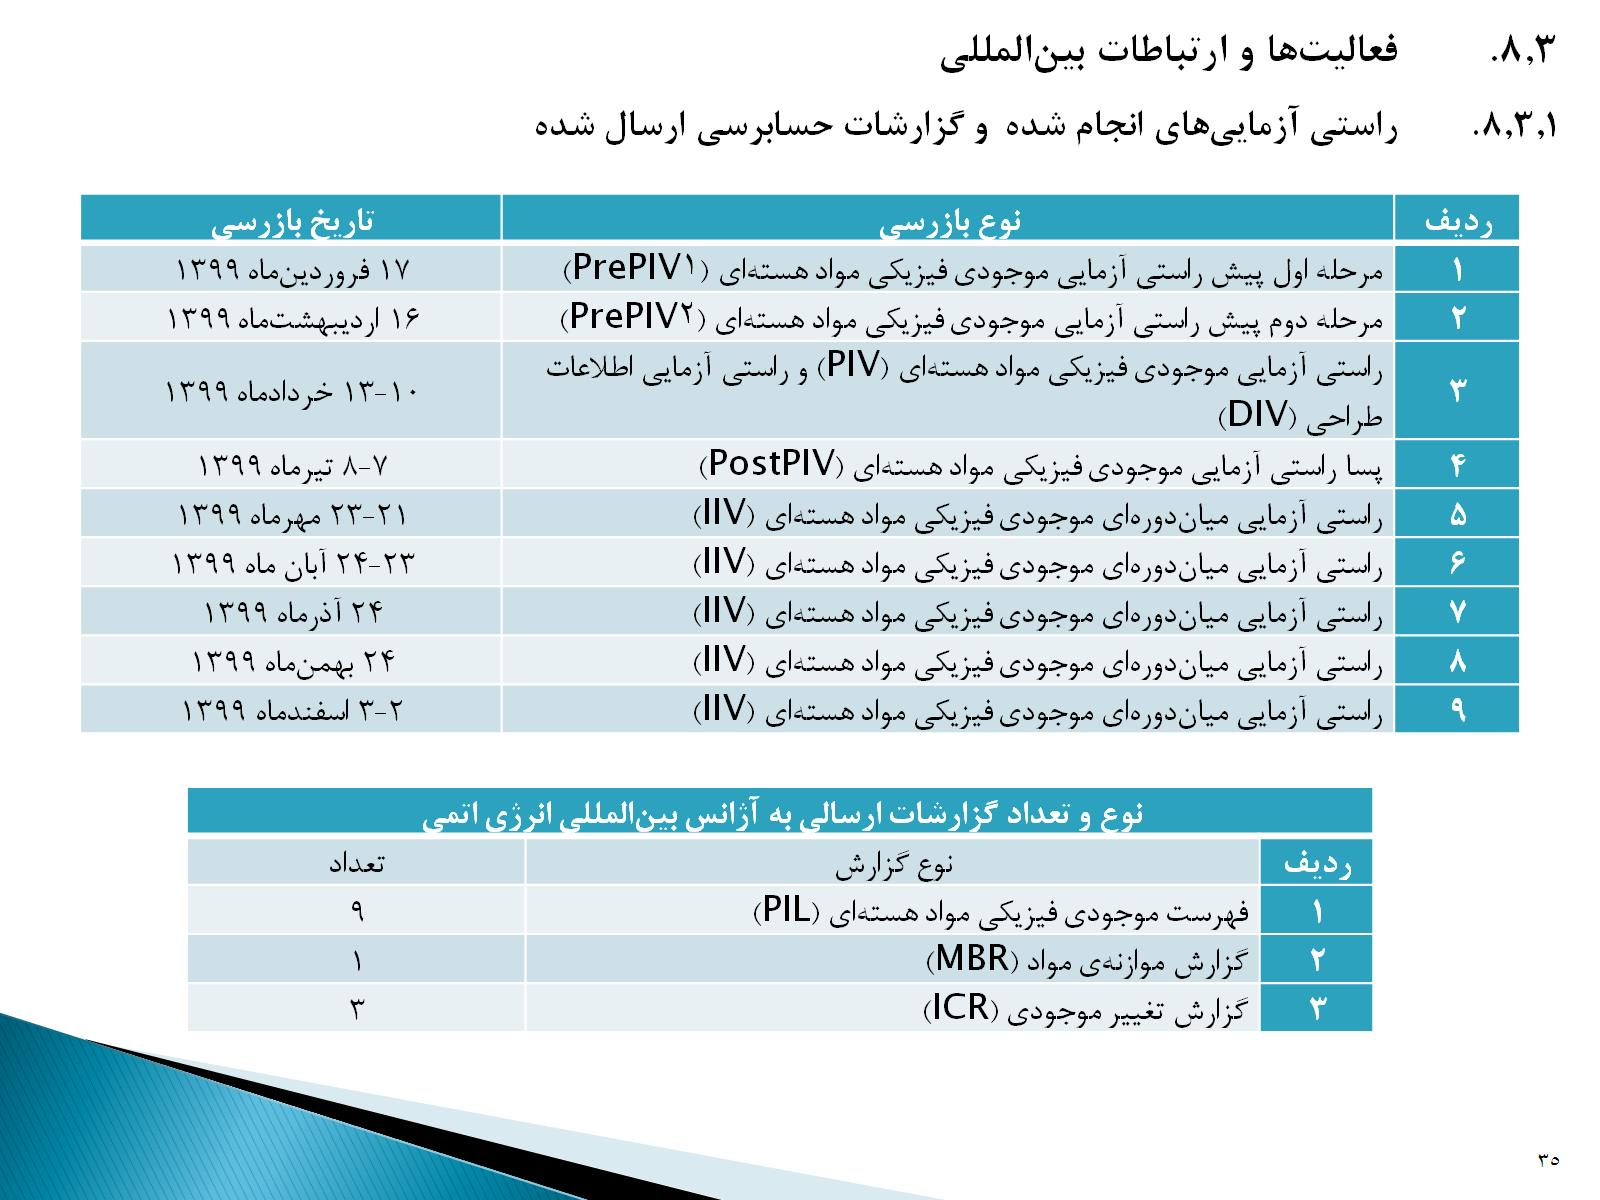 ۸٫۳. فعالیت‌ها و ارتباطات بین‌المللی
۸٫۳٫۱. راستی آزمایی‌های انجام شده و گزارشات حسابرسی ارسال شده
ردیف نوع بازرسی تاریخ بازرسی
۱ مرحله اول پیش راستی آزمایی موجودی فیزیکی مواد هسته‌ای (PrePIV۱) ۱۷ فروردین‌ماه ۱۳۹۹
۲ مرحله دوم پیش راستی آزمایی موجودی فیزیکی مواد هسته‌ای (PrePIV۲) ۱۶ اردیبهشت‌ماه ۱۳۹۹
۳ راستی آزمایی موجودی فیزیکی مواد هسته‌ای (PIV) و راستی آزمایی اطلاعات
طراحی (DIV) ۱۰-۱۳ خردادماه ۱۳۹۹
۴ پسا راستی آزمایی موجودی فیزیکی مواد هسته‌ای (PostPIV) ۷-۸ تیرماه ۱۳۹۹
۵ راستی آزمایی میان‌دوره‌ای موجودی فیزیکی مواد هسته‌ای (IIV) ۲۱-۲۳ مهرماه ۱۳۹۹
۶ راستی آزمایی میان‌دوره‌ای موجودی فیزیکی مواد هسته‌ای (IIV) ۲۳-۲۴ آبان ماه ۱۳۹۹
۷ راستی آزمایی میان‌دوره‌ای موجودی فیزیکی مواد هسته‌ای (IIV) ۲۴ آذرماه ۱۳۹۹
۸ راستی آزمایی میان‌دوره‌ای موجودی فیزیکی مواد هسته‌ای (IIV) ۲۴ بهمن‌ماه ۱۳۹۹
۹ راستی آزمایی میان‌دوره‌ای موجودی فیزیکی مواد هسته‌ای (IIV) ۲-۳ اسفندماه ۱۳۹۹
نوع و تعداد گزارشات ارسالی به آژانس بین‌المللی انرژی اتمی
ردیف نوع گزارش تعداد
۱ فهرست موجودی فیزیکی مواد هسته‌ای (PIL) ۹
۲ گزارش موازنه‌ی مواد (MBR) ۱
۳ گزارش تغییر موجودی (ICR) ۳
۳۵